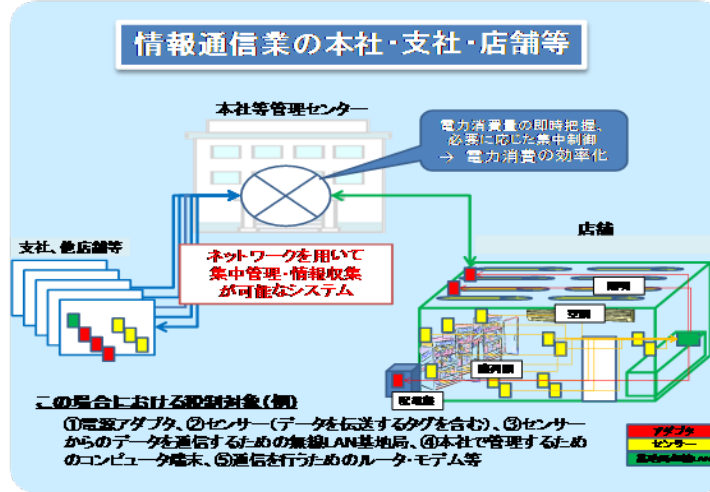 情報通信業の本社・支社・店舗等
本社等管理センター
電力消費量の即時把握、
必要に応じた集中制御
→ 電力消費の効率化
支社、他店舗等
店舗
ネットワークを用いて
集中管理・情報収集
が可能なシステム
照明
空調
陳列棚
配電盤
この場合における税制対象(例)
①電源アダプタ、②センサー(データを伝送するタグを含む)、③センサー
からのデータを通信するための無線LAN基地局、④本社で管理するため
のコンピュータ端末、⑤通信を行うためのルータ・モデム等
アダプタ
センサー